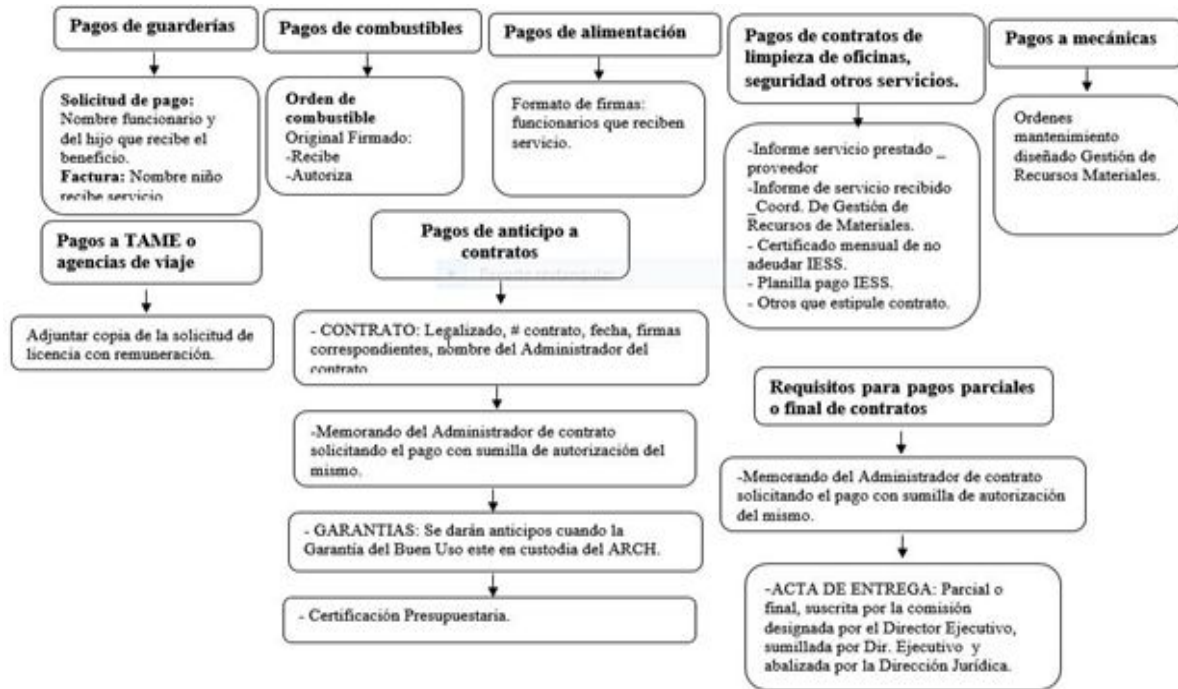 Pagos de guarderías
Solicitud de pago:
Nombre funcionario y
del hijo que recibe el
beneficio.
Factura: Nombre niño
recibe servicio
Pagos de combustibles
Orden de
combustible
Original Firmado:
-Recibe
-Autoriza
Pagos de alimentación
Formato de firmas:
funcionarios que reciben
servicio.
Pagos de contratos de
limpieza de oficinas,
seguridad otros servicios.
-Informe servicio prestado _
proveedor
-Informe de servicio recibido
_Coord. De Gestión de
Recursos de Materiales.
- Certificado mensual de no
adeudar IESS.
- Planilla pago IESS.
- Otros que estipule contrato.
Pagos a mecánicas
Ordenes
mantenimiento
diseñado Gestión de
Recursos Materiales.
Pagos a TAME o
agencias de viaje
Adjuntar copia de la solicitud de
licencia con remuneración.
Pagos de anticipo a
contratos
- CONTRATO: Legalizado, # contrato, fecha, firmas
correspondientes, nombre del Administrador del
contrato
-Memorando del Administrador de contrato
solicitando el pago con sumilla de autorización del
mismo.
- GARANTIAS: Se darán anticipos cuando la
Garantía del Buen Uso este en custodia del ARCH.
- Certificación Presupuestaria.
Requisitos para pagos parciales
o final de contratos
-Memorando del Administrador de contrato
solicitando el pago con sumilla de autorización
del mismo.
-ACTA DE ENTREGA: Parcial o
final, suscrita por la comisión
designada por el Director Ejecutivo,
sumillada por Dir. Ejecutivo y
abalizada por la Dirección Jurídica.